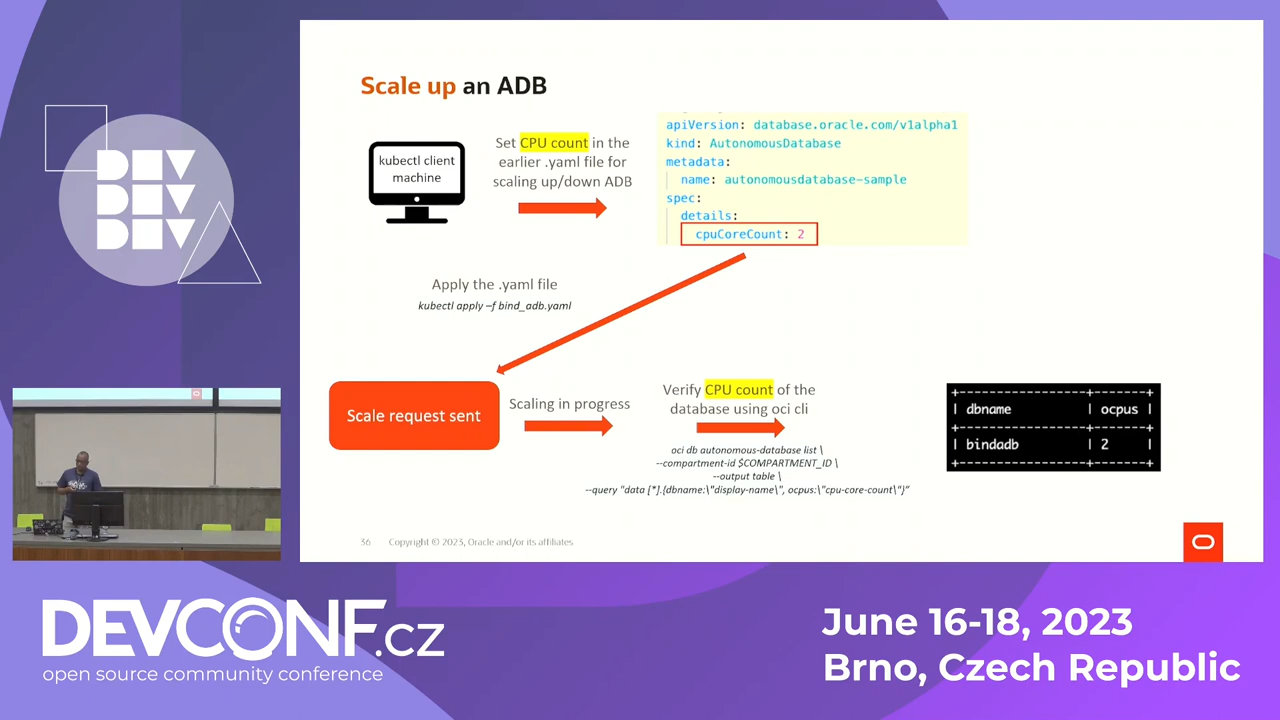 Scale up an ADB
kubectl client
machine
Set CPU count in the
earlier .yaml file for
scaling up/down ADB
apiVersion: database.oracle.com/v1alpha1
kind: AutonomousDatabase
metadata:
name: autonomousdatabase-sample
spec:
details:
cpuCoreCount: 2
Apply the .yaml file
kubectl apply –f bind_adb.yaml
Scale request sent
Scaling in progress
Verify CPU count of the
database using oci cli
oci db autonomous-database list \
--compartment-id $COMPARTMENT_ID \
--output table \
--query "data [*].{dbname:\"display-name\", ocpus:\"cpu-core-count\"}"
| dbname | ocpus |
| bindadb | 2 |
36 Copyright © 2023, Oracle and/or its affiliates
DEV
DEV
DEV
DEVCONF.CZ
open source community conference
June 16-18, 2023
Brno, Czech Republic